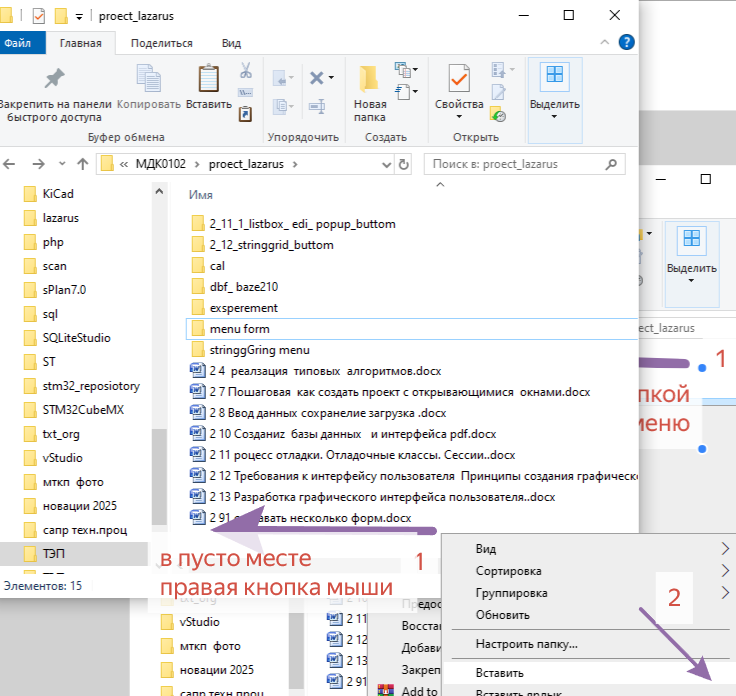 proect_lazarus
Файл
Главная
Поделиться
Вид
Закрепить на панели
быстрого доступа
Копировать
Вставить
Новая
папка
Свойства
Выделить
Буфер обмена
Упорядочить
Создать
Открыть
« МДК0102 › proect_lazarus ›
Поиск в: proect_lazarus
KiCad
lazarus
php
scan
sPlan7.0
sql
SQLiteStudio
ST
stm32_reposiotory
STM32CubeMX
txt_org
vStudio
мткп фото
новации 2025
сапр техн.проц
ТЭП
Элементов: 15
Имя
2_11_1_listbox_ edi_ popup_buttom
2_12_stringgrid_buttom
cal
dbf_ baze210
exsperement
menu form
stringgGring menu
2 4 реалзация типовых алгоритмов.docx
2 7 Пошаговая как создать проект с открывающимися окнами.docx
2 8 Ввод данных сохранелие загрузка .docx
2 10 Созданиz базы данных и интерфейса pdf.docx
2 11 роцесс отладки. Отладочные классы. Сессии..docx
2 12 Требования к интерфейсу пользователя Принципы создания графическо
2 13 Разработка графического интерфейса пользователя..docx
2 91 создавать несколько форм.docx
Выделить
ect_lazarus
1
пкой
меню
в пусто месте
правая кнопка мыши
1
Вид
Сортировка
Группировка
Обновить
Настроить папку...
Вставить
Вставить ярлык
2
txt_org
vStudio
мткп фото
новации 2025
сапр техн.проц
2 11
2 12
2 13
2 91
Предос
Восста
Добави
Закреп
Add to